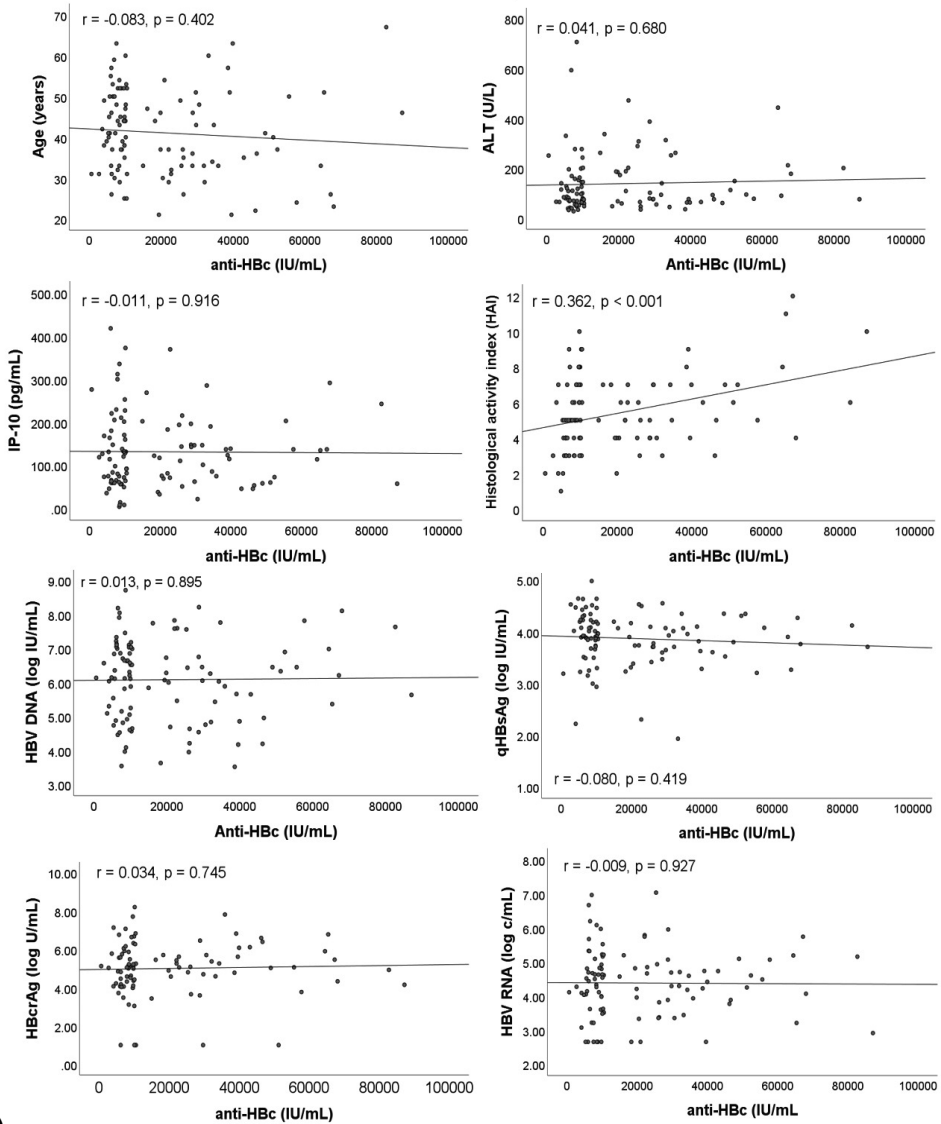 r = -0.083, p = 0.402
70
60
50
40
30
20
Age (years)
0 20000 40000 60000 80000 100000
anti-HBc (IU/mL)
r = 0.041, p = 0.680
800
600
400
200
0
ALT (U/L)
0 20000 40000 60000 80000 100000
Anti-HBc (IU/mL)
r = -0.011, p = 0.916
500.00
400.00
300.00
200.00
100.00
.00
IP-10 (pg/mL)
0 20000 40000 60000 80000 100000
anti-HBc (IU/mL)
r = 0.362, p < 0.001
12
10
8
6
4
2
0
Histological activity index (HAI)
0 20000 40000 60000 80000 100000
anti-HBc (IU/mL)
r = 0.013, p = 0.895
9.00
8.00
7.00
6.00
5.00
4.00
3.00
HBV DNA (log IU/mL)
0 20000 40000 60000 80000 100000
Anti-HBc (IU/mL)
5.00
4.00
3.00
2.00
1.00
qHBsAg (log IU/mL)
r = -0.080, p = 0.419
0 20000 40000 60000 80000 100000
anti-HBc (IU/mL)
r = 0.034, p = 0.745
10.00
8.00
6.00
4.00
2.00
.00
HBcrAg (log U/mL)
0 20000 40000 60000 80000 100000
anti-HBc (IU/mL)
r = -0.009, p = 0.927
8.00
7.00
6.00
5.00
4.00
3.00
2.00
HBV RNA (log c/mL)
0 20000 40000 60000 80000 100000
anti-HBc (IU/mL